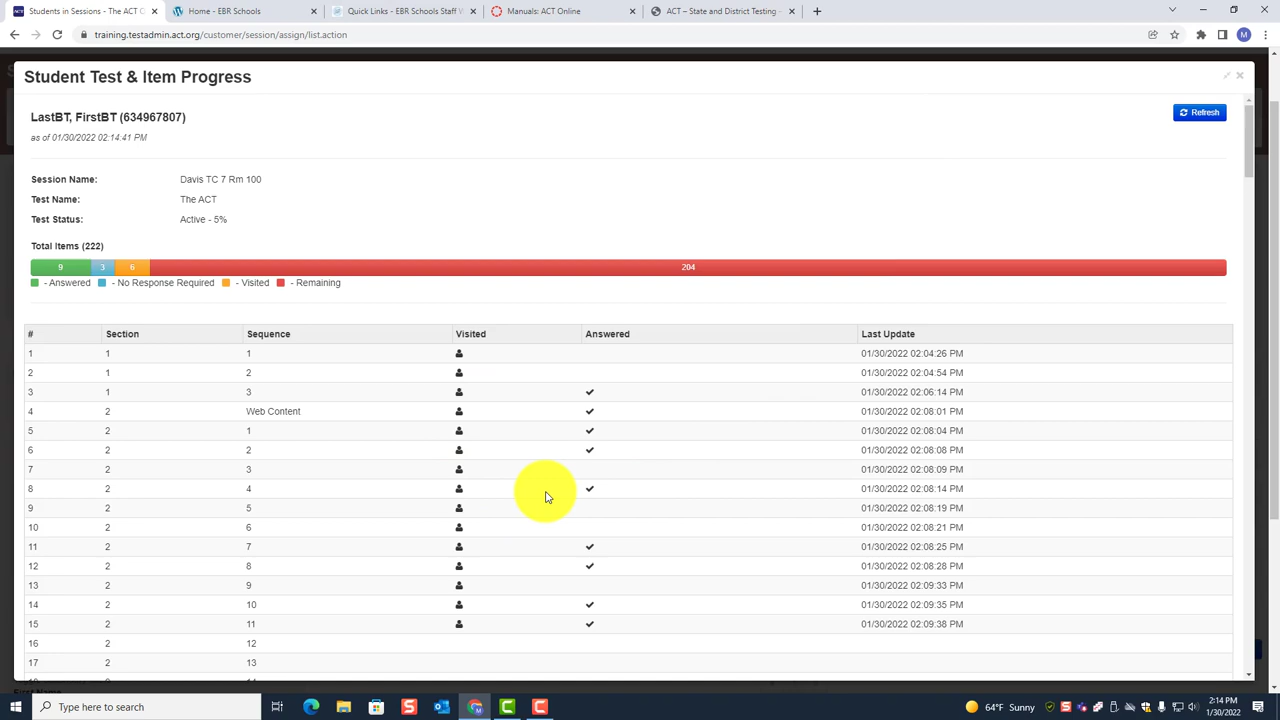 Students in Sessions - The ACT O
Home - EBR Schools
Quick Links - EBR Schools Staff W
Manuals: ACT Online
ACT – State and District Testing -
training.testadmin.act.org/customer/session/assign/list.action
M
Student Test & Item Progress
LastBT, FirstBT (634967807)
Refresh
as of 01/30/2022 02:14:41 PM
Session Name: Davis TC 7 Rm 100
Test Name: The ACT
Test Status: Active - 5%
Total Items (222)
9 3 6 204
- Answered - No Response Required - Visited - Remaining
# Section Sequence Visited Answered Last Update
1 1 1 01/30/2022 02:04:26 PM
2 1 2 01/30/2022 02:04:54 PM
3 1 3 01/30/2022 02:06:14 PM
4 2 Web Content 01/30/2022 02:08:01 PM
5 2 1 01/30/2022 02:08:04 PM
6 2 2 01/30/2022 02:08:08 PM
7 2 3 01/30/2022 02:08:09 PM
8 2 4 01/30/2022 02:08:14 PM
9 2 5 01/30/2022 02:08:19 PM
10 2 6 01/30/2022 02:08:21 PM
11 2 7 01/30/2022 02:08:25 PM
12 2 8 01/30/2022 02:08:28 PM
13 2 9 01/30/2022 02:09:33 PM
14 2 10 01/30/2022 02:09:35 PM
15 2 11 01/30/2022 02:09:38 PM
16 2 12
17 2 13
First Name
Type here to search
64°F Sunny
2:14 PM
1/30/2022